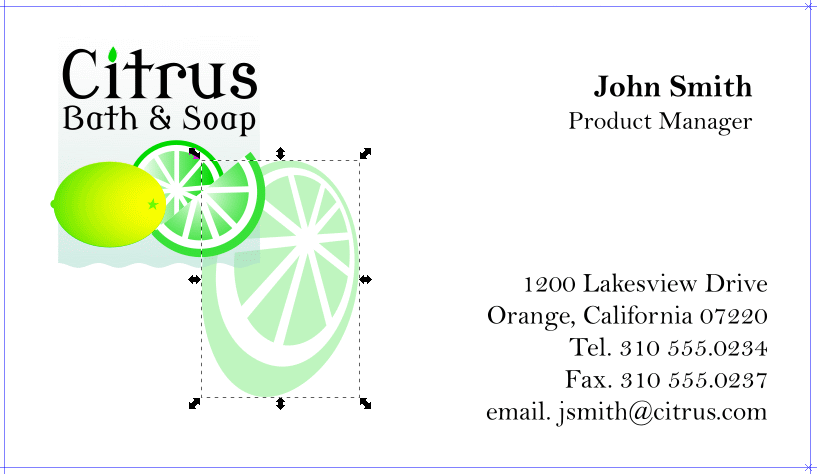 Citrus
Bath & Soap
John Smith
Product Manager
1200 Lakesview Drive
Orange, California 07220
Tel. 310 555.0234
Fax. 310 555.0237
email. jsmith@citrus.com